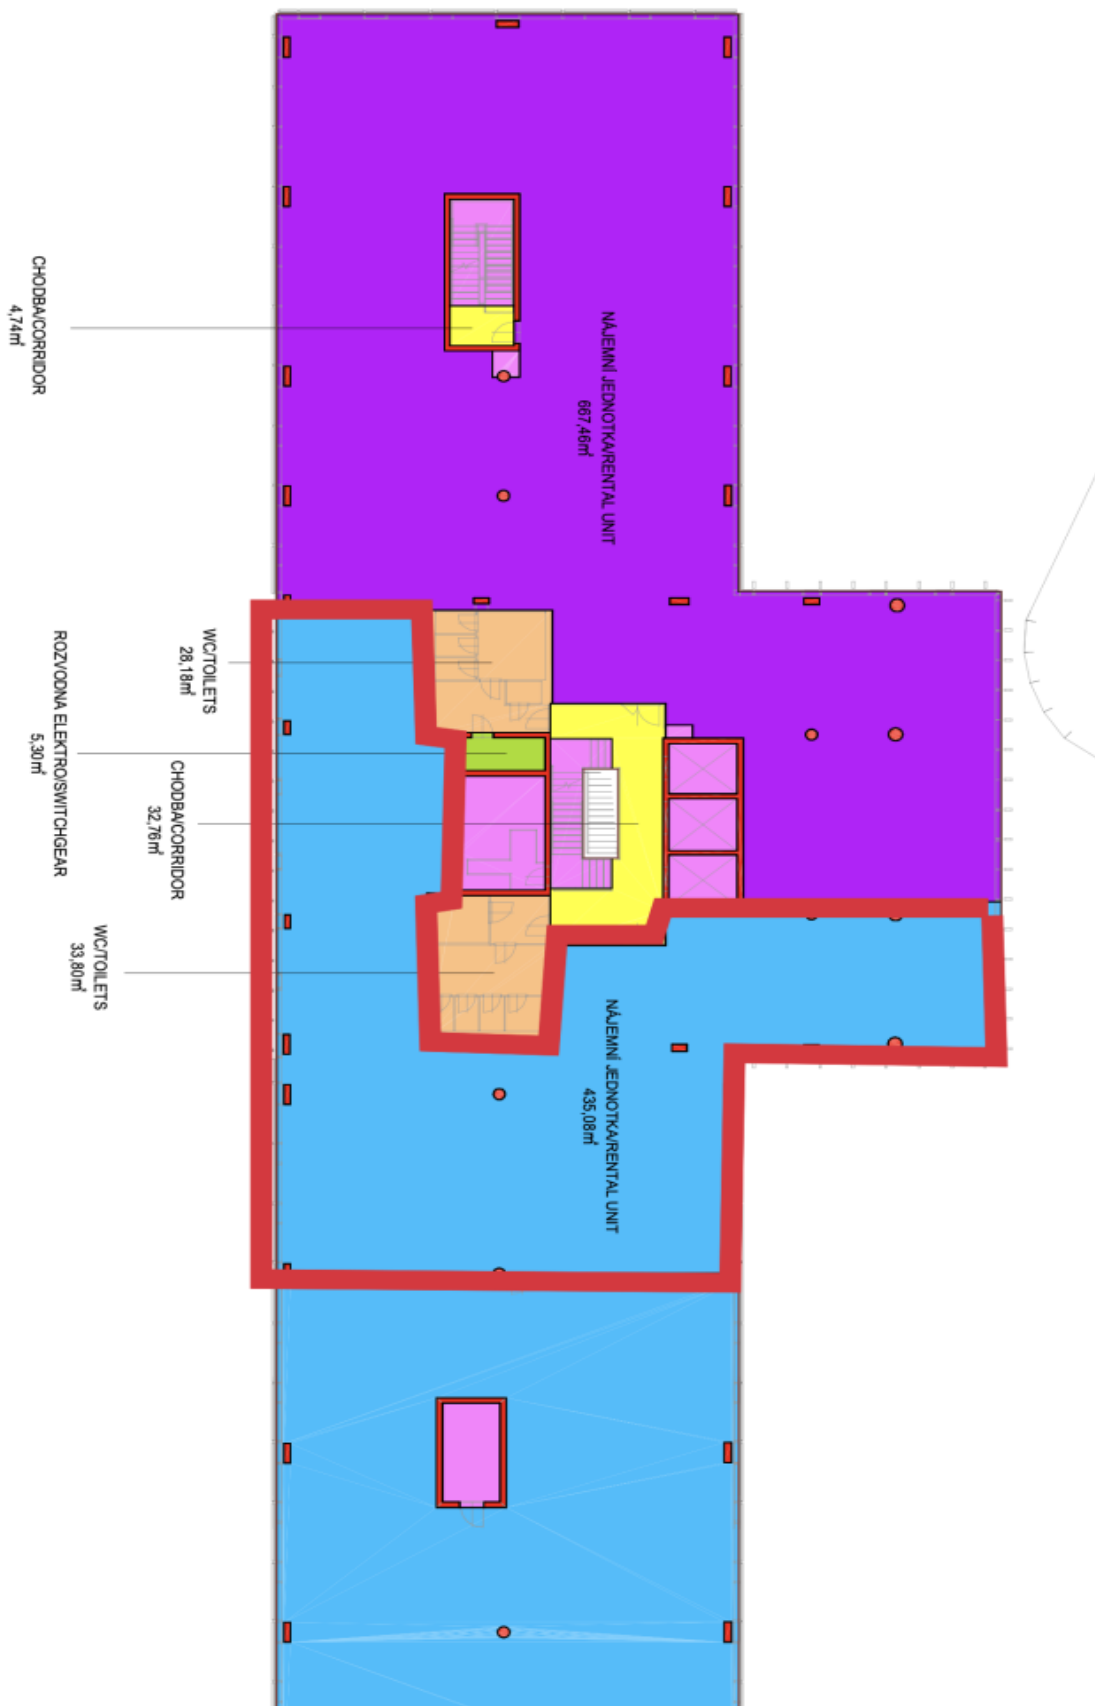 CHODBA/CORRIDOR
4,74m²
NÁJEMNÍ JEDNOTKA/RENTAL UNIT
667,46m²
WC/TOILETS
28,18m²
ROZVODNA ELEKTRO/SWITCHGEAR
5,30m²
CHODBA/CORRIDOR
32,76m²
WC/TOILETS
33,80m²
NÁJEMNÍ JEDNOTKA/RENTAL UNIT
435,08m²